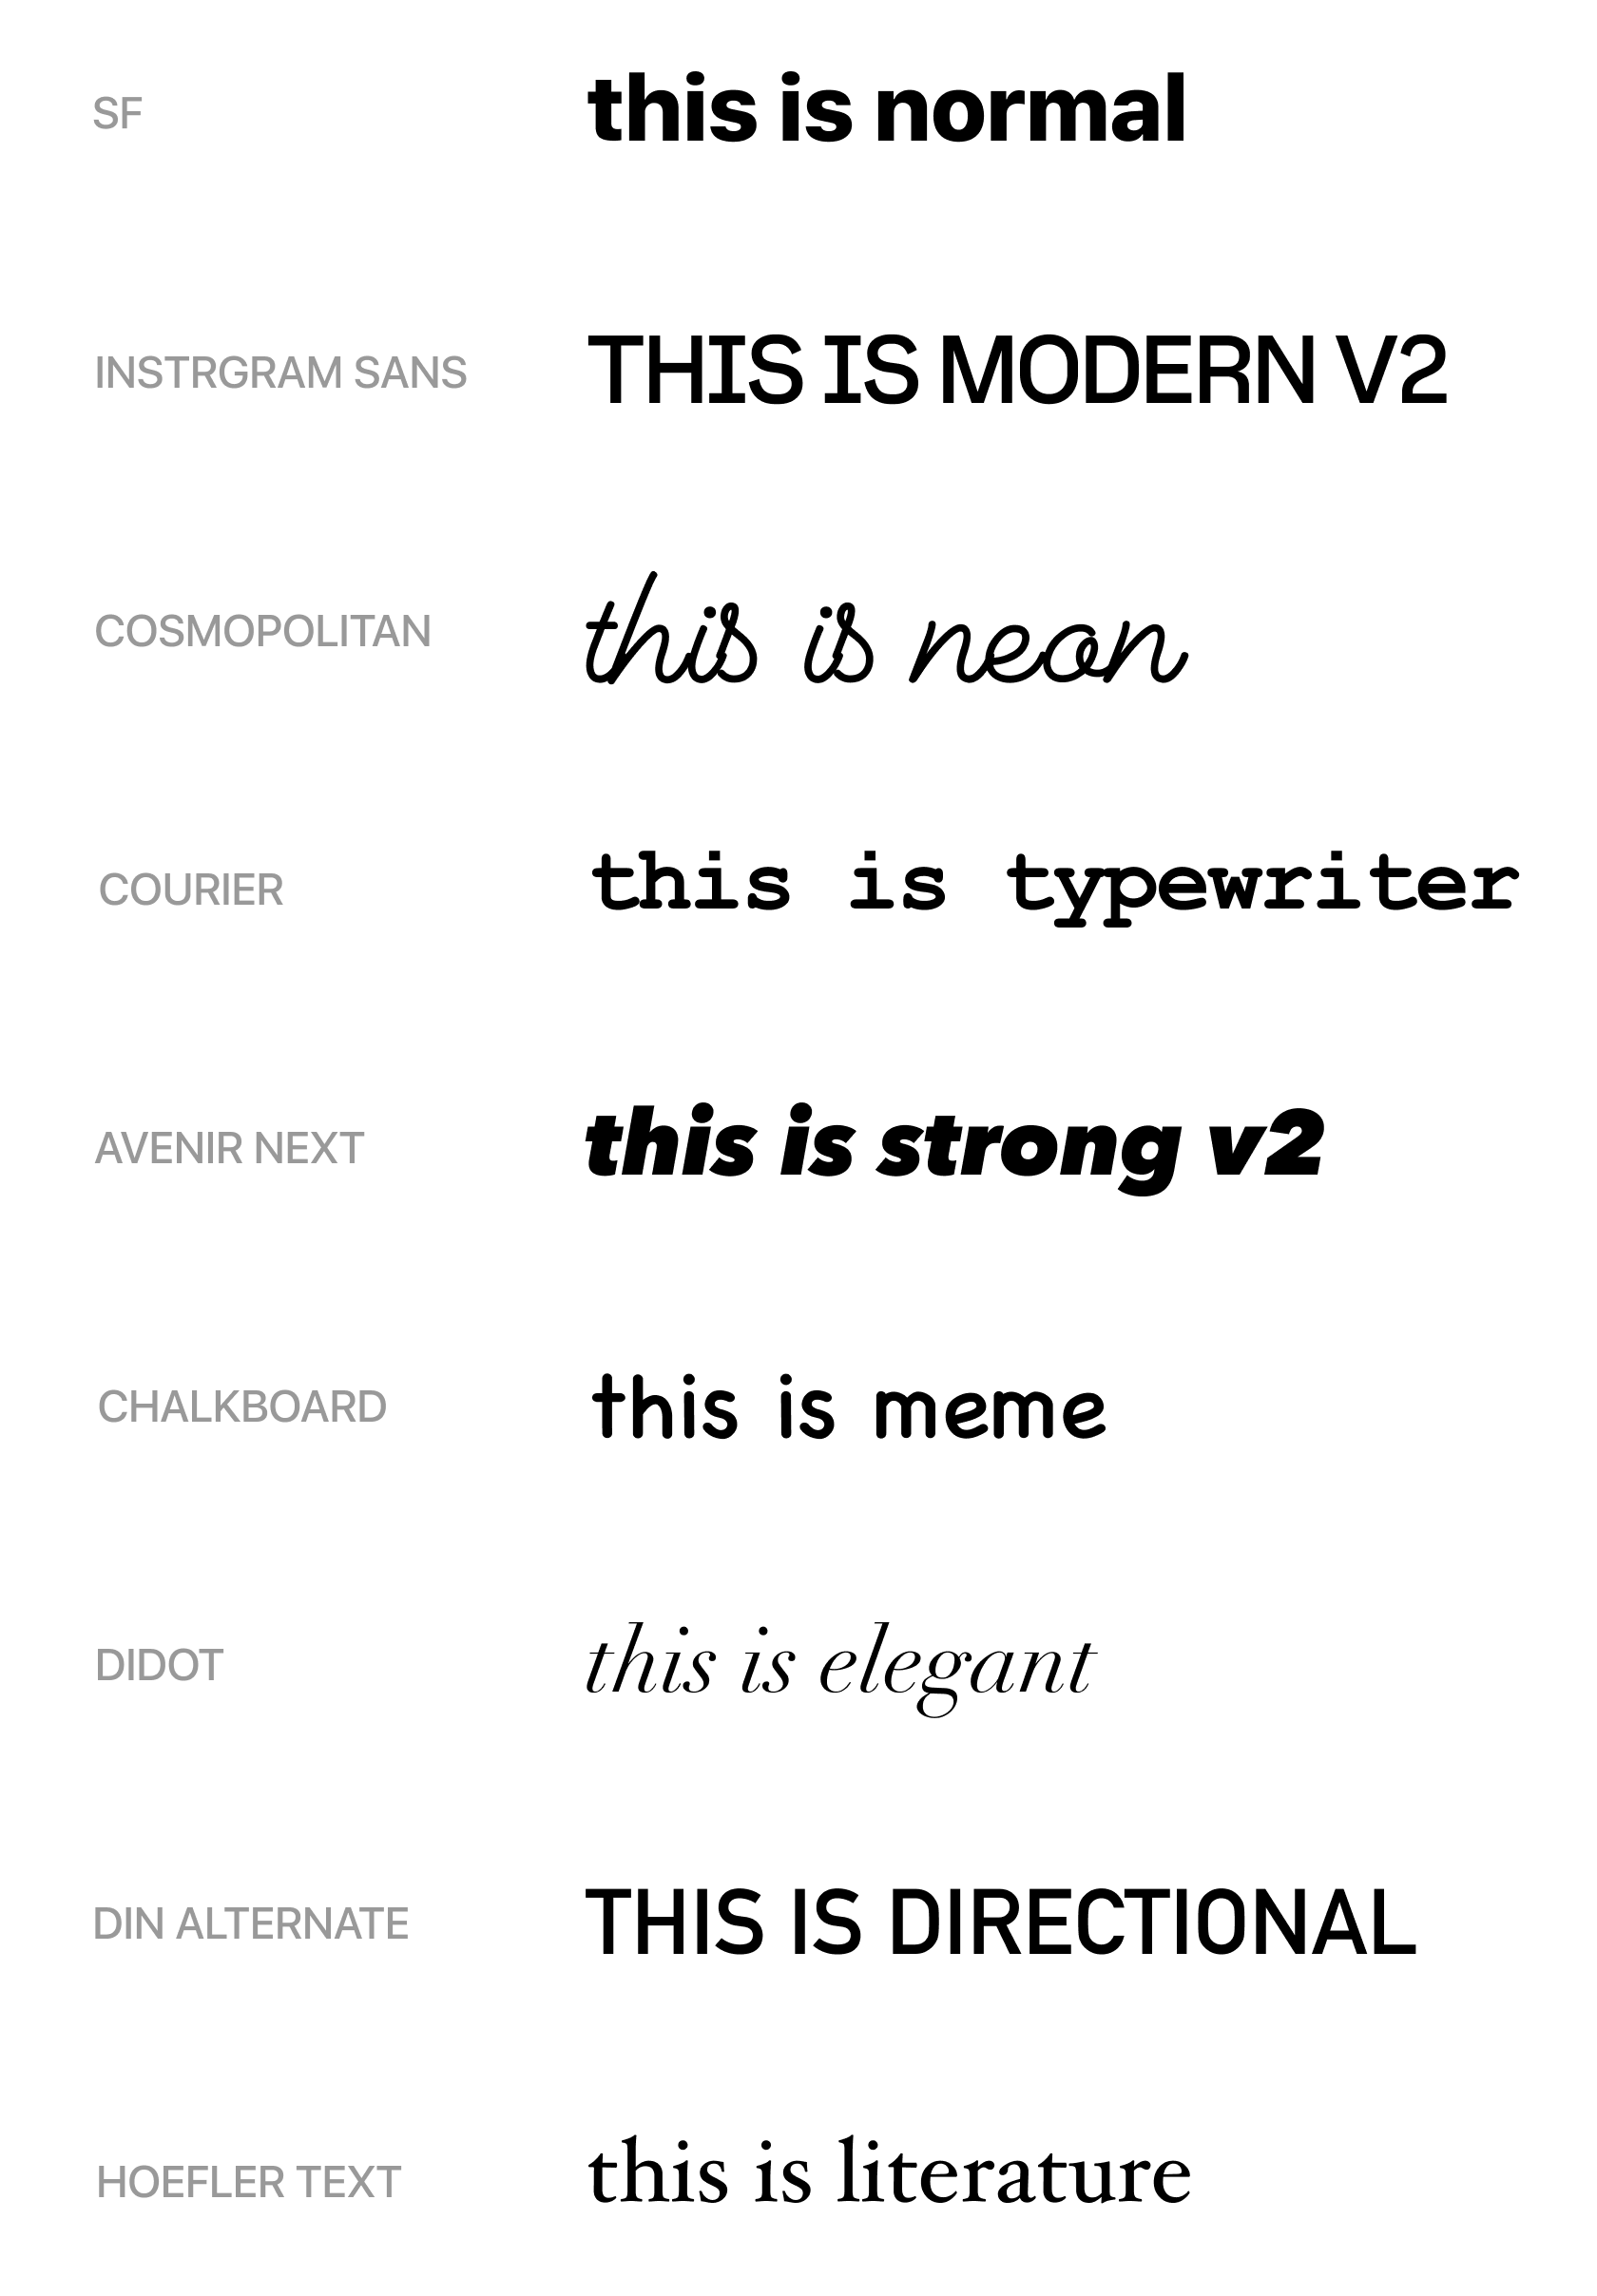 SF
this is normal
INSTRGRAM SANS
THIS IS MODERN V2
COSMOPOLITAN
this is neon
COURIER
this is typewriter
AVENIR NEXT
this is strong v2
CHALKBOARD
this is meme
DIDOT
this is elegant
DIN ALTERNATE
THIS IS DIRECTIONAL
HOEFLER TEXT
this is literature